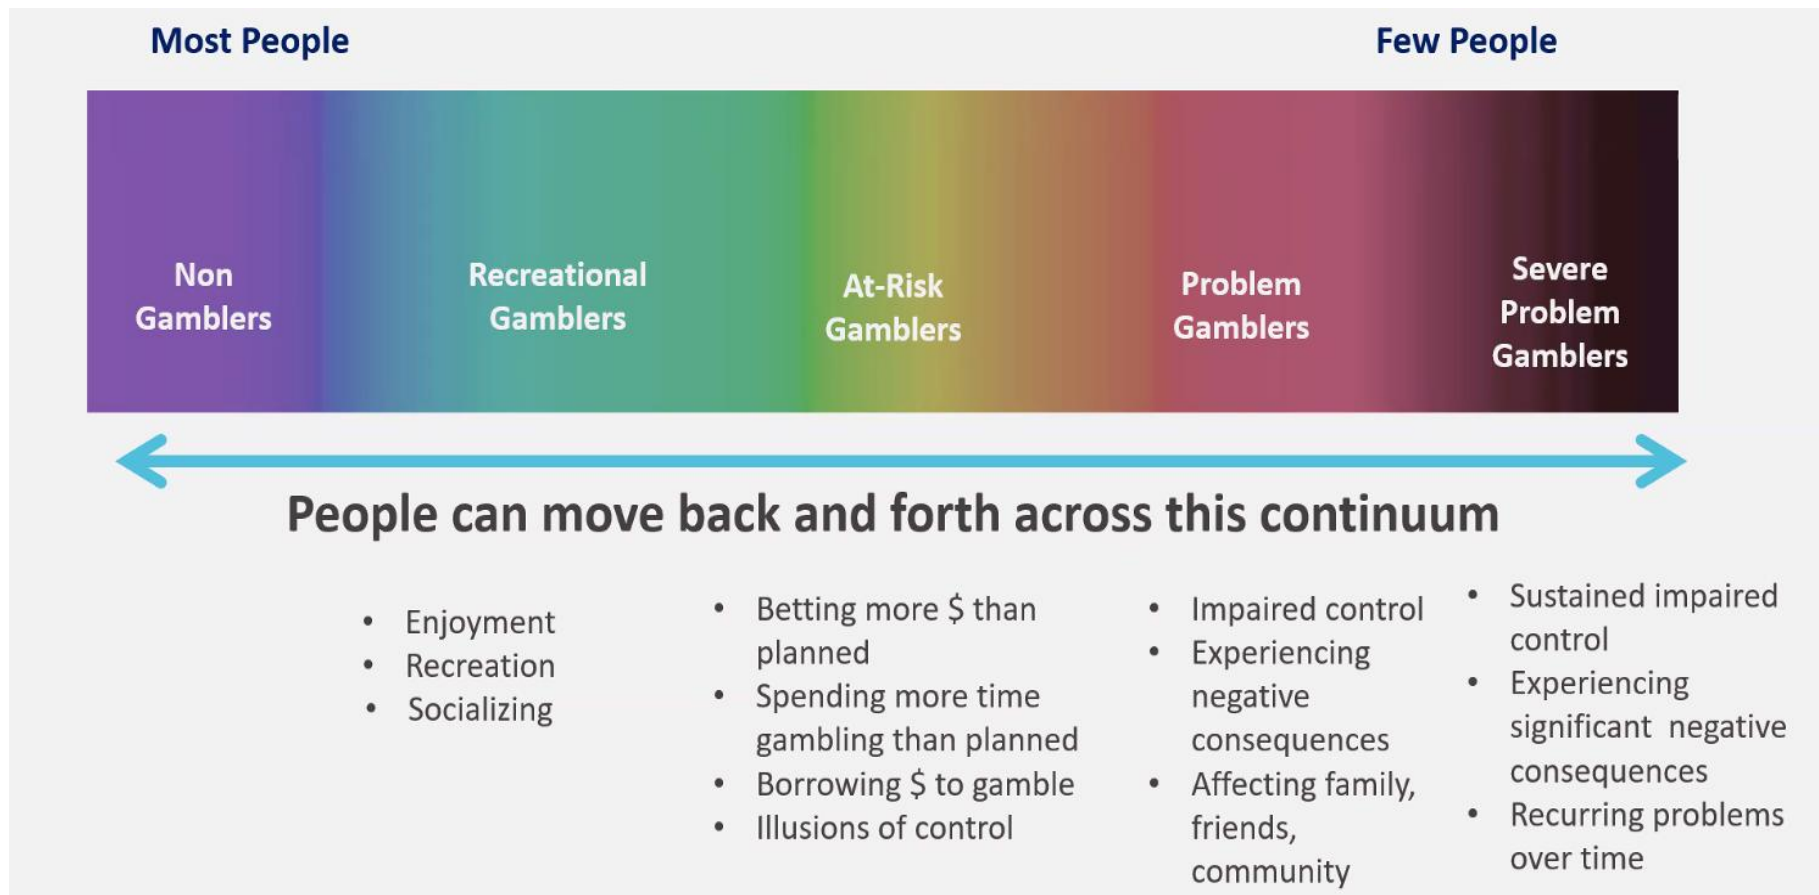 Most People
Few People
Non
Gamblers
Recreational
Gamblers
At-Risk
Gamblers
Problem
Gamblers
Severe
Problem
Gamblers
People can move back and forth across this continuum
• Enjoyment
• Recreation
• Socializing
• Betting more $ than
planned
• Spending more time
gambling than planned
• Borrowing $ to gamble
• Illusions of control
• Impaired control
• Experiencing
negative
consequences
• Affecting family,
friends,
community
• Sustained impaired
control
• Experiencing
significant negative
consequences
• Recurring problems
over time